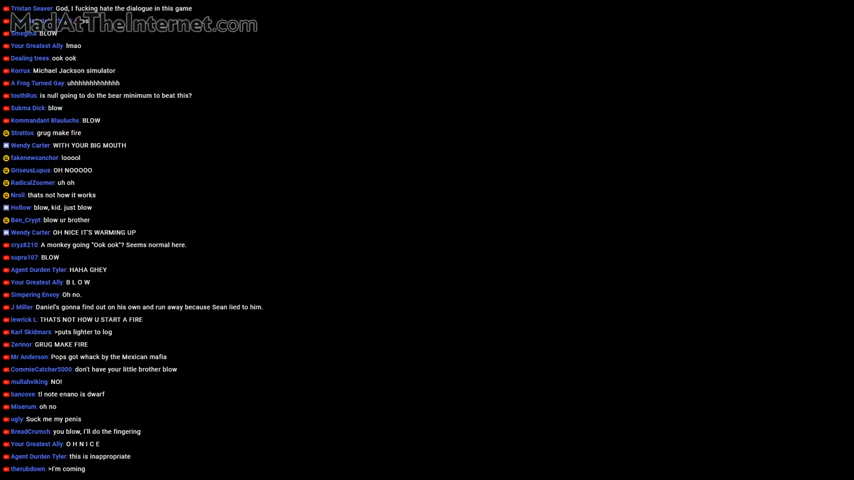 Tristan Seaver: God, I fucking hate the dialogue in this game
MadAtTheInternet.com
Smegma: BLOW
Your Greatest Ally: lmao
Dealing trees: ook ook
Korrux: Michael Jackson simulator
A Frog Turned Gay: uhhhhhhhhhhhh
toothRus: is null going to do the bear minimum to beat this?
Sukma Dick: blow
Kommandant Blauluchs: BLOW
Strattos: grug make fire
Wendy Carter: WITH YOUR BIG MOUTH
fakenewsanchor: looool
GriseusLupus: OH NOOOOO
RadicalZoomer: uh oh
Nroll: thats not how it works
Hollow: blow, kid. just blow
Ben_Crypt: blow ur brother
Wendy Carter: OH NICE IT'S WARMING UP
cryz8210: A monkey going "Ook ook"? Seems normal here.
supra107: BLOW
Agent Durden Tyler: HAHA GHEY
Your Greatest Ally: B L O W
Simpering Envoy: Oh no.
J Miller: Daniel's gonna find out on his own and run away because Sean lied to him.
lewrick L: THATS NOT HOW U START A FIRE
Karl Skidmarx: >puts lighter to log
Zerinor: GRUG MAKE FIRE
Mr Anderson: Pops got whack by the Mexican mafia
CommieCatcher5000: don't have your little brother blow
mullahviking: NO!
bancove: tl note enano is dwarf
Miserum: oh no
ugly: Suck me my penis
BreadCrumch: you blow, I'll do the fingering
Your Greatest Ally: O H N I C E
Agent Durden Tyler: this is inappropriate
therubdown: >I'm coming